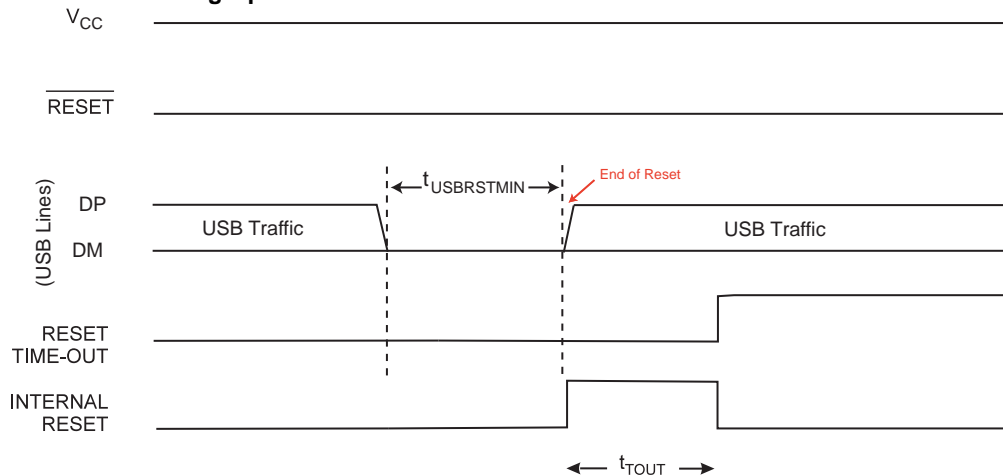 VCC
RESET
tUSBRSTMIN
End of Reset
(USB Lines)
DP
USB Traffic
USB Traffic
DM
RESET
TIME-OUT
INTERNAL
RESET
tTOUT